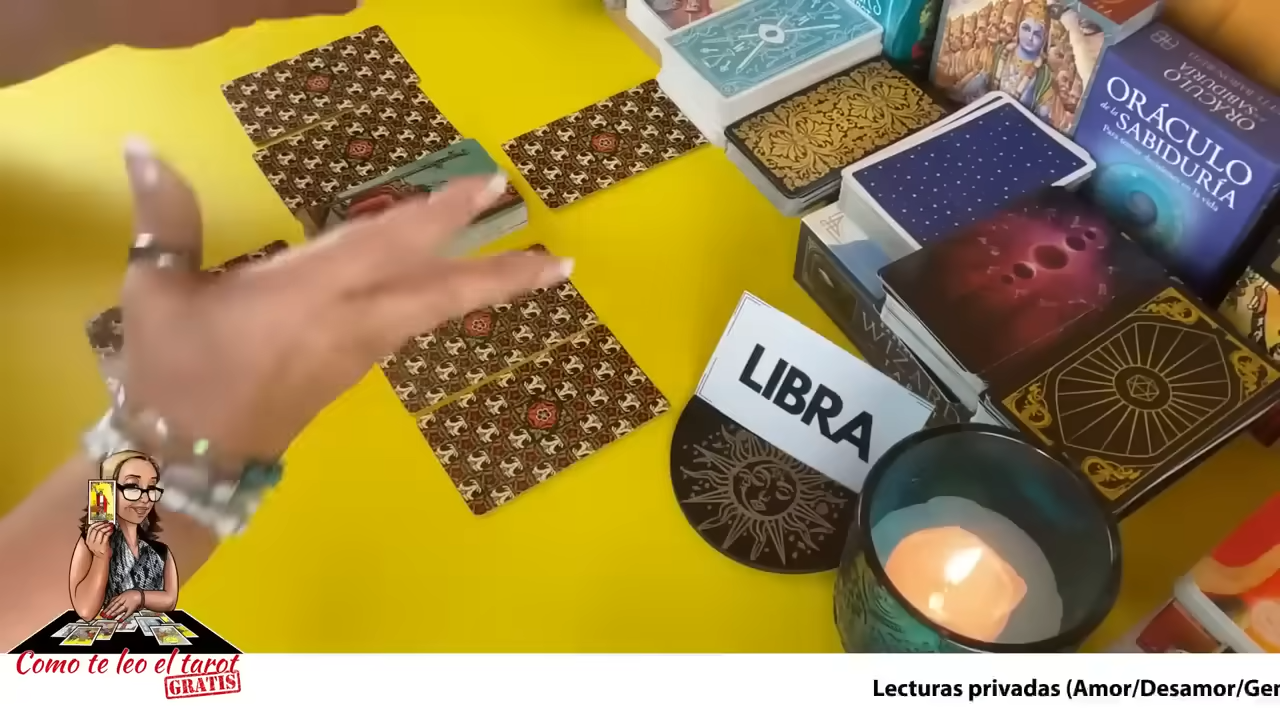 ORÁCULO
de la
SABIDURÍA
Para tomar decisiones en la vida
ORÁCULO
SABIDURÍA
WIZARD
LIBRA
Como te leo el tarot
GRATIS
Lecturas privadas (Amor/Desamor/Ger